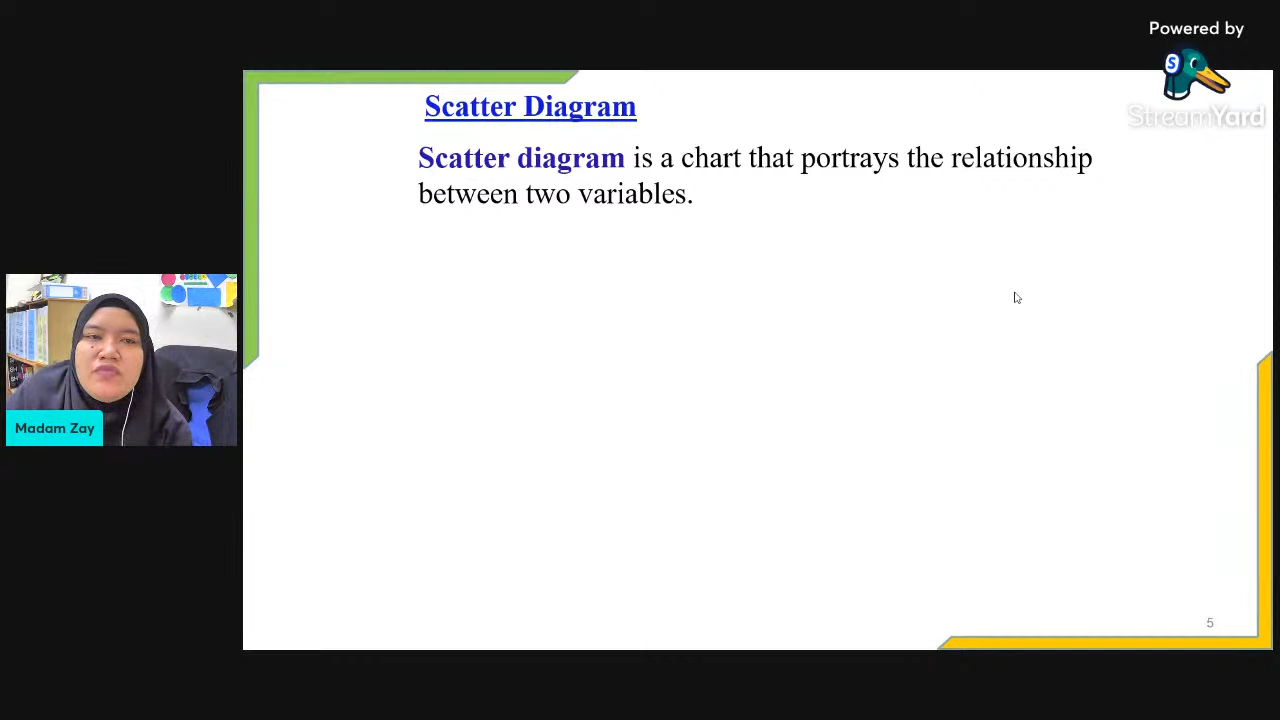 Powered by
StreamYard
Scatter Diagram
Scatter diagram is a chart that portrays the relationship
between two variables.
Madam Zay
5